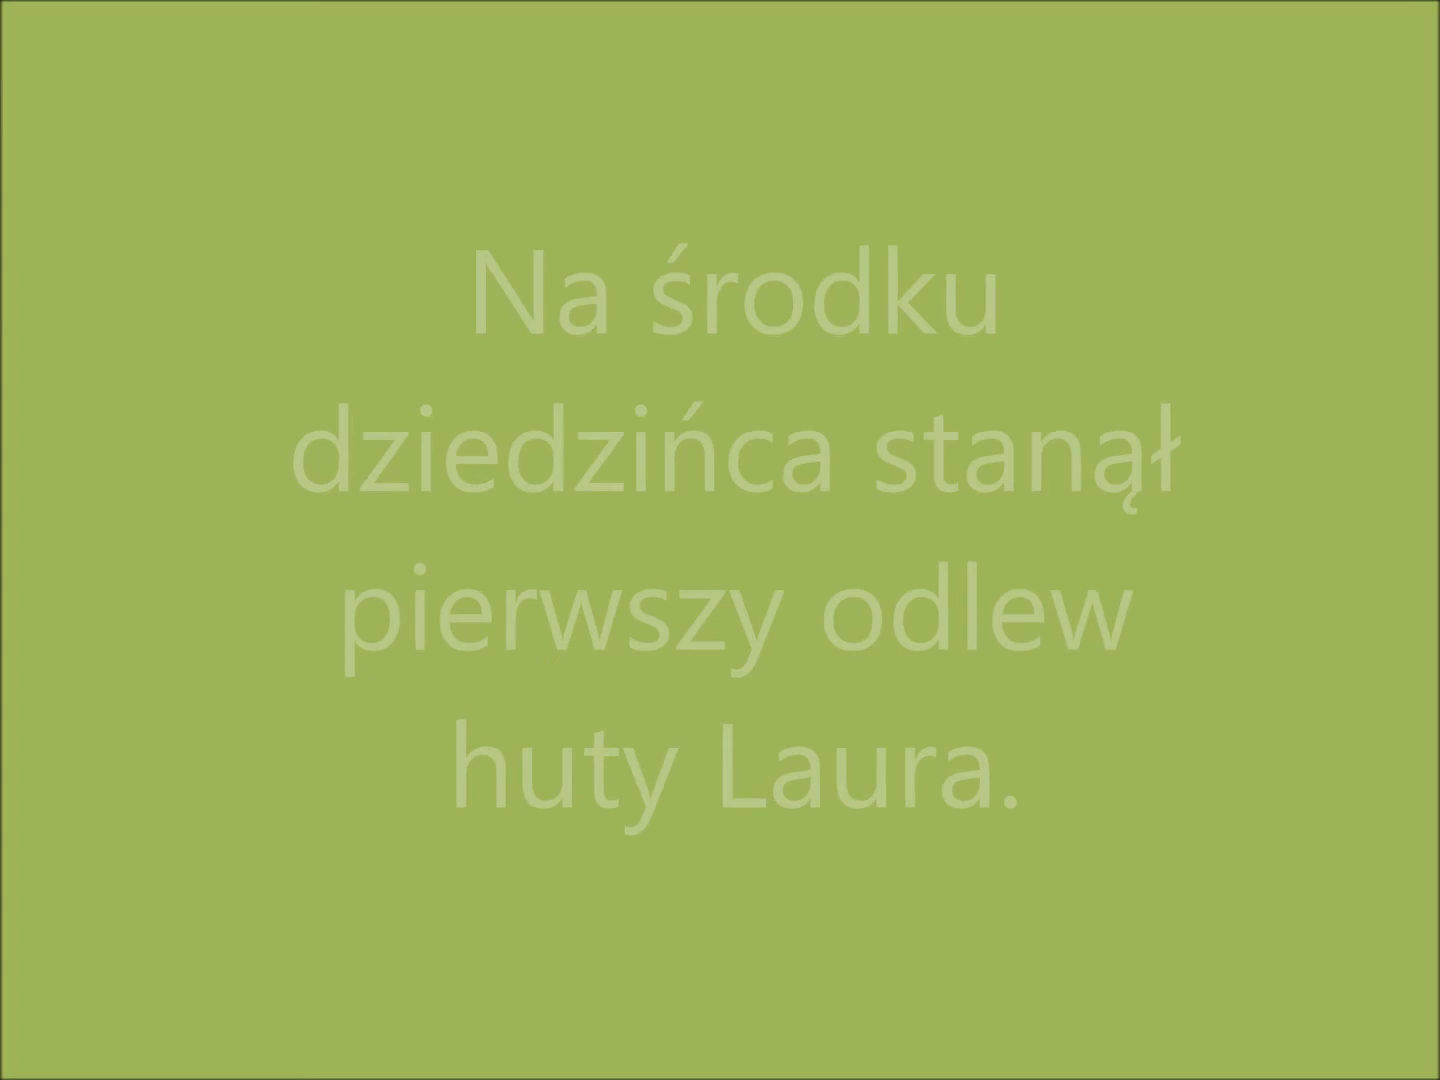 Na środku
dziedzińca stanął
pierwszy odlew
huty Laura.